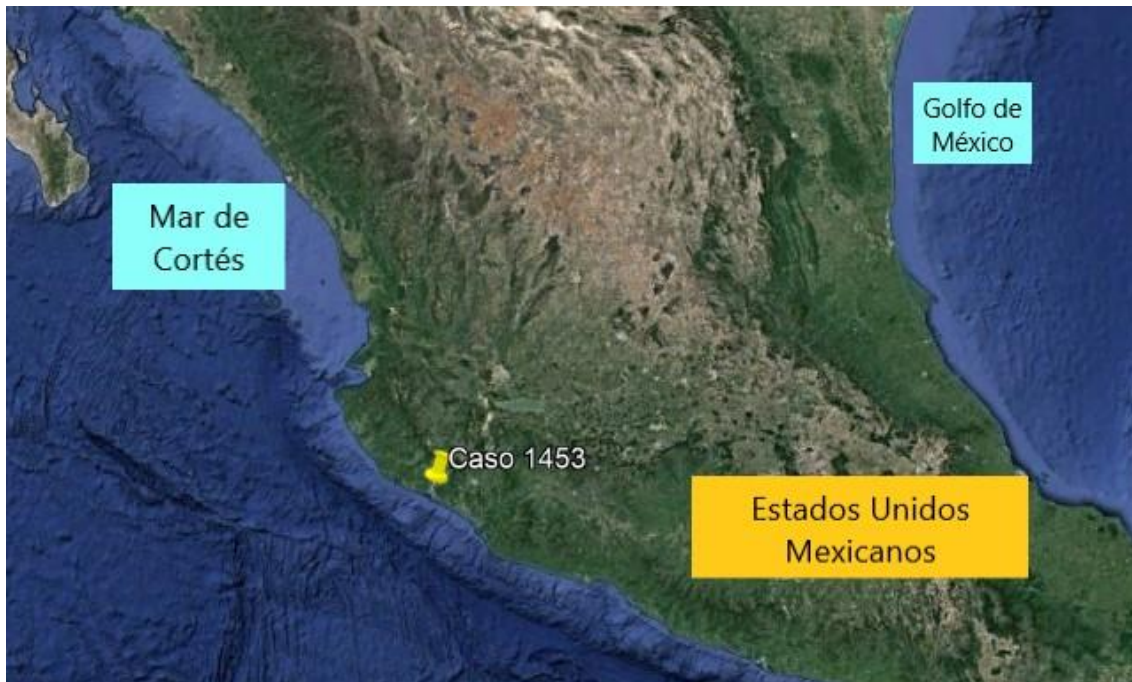 Golfo de
México
Mar de
Cortés
Caso 1453
Estados Unidos
Mexicanos